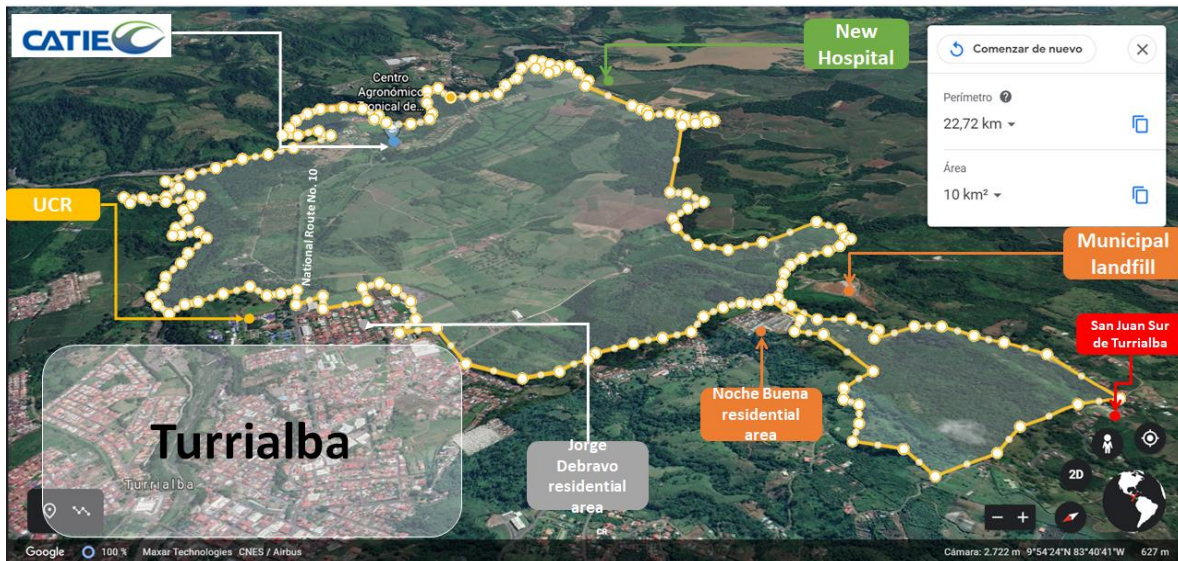 CATIE
New
Hospital
Comenzar de nuevo
Centro
Agronómico
Tropical de...
Perímetro
22,72 km
Área
10 km²
UCR
National Route No. 10
Municipal
landfill
San Juan Sur
de Turrialba
Noche Buena
residential
area
Turrialba
Jorge
Debravo
residential
area
Turrialba
2D
CR
Google 100 % Maxar Technologies CNES / Airbus
Cámara: 2.722 m 9°54'24"N 83°40'41"W 627 m